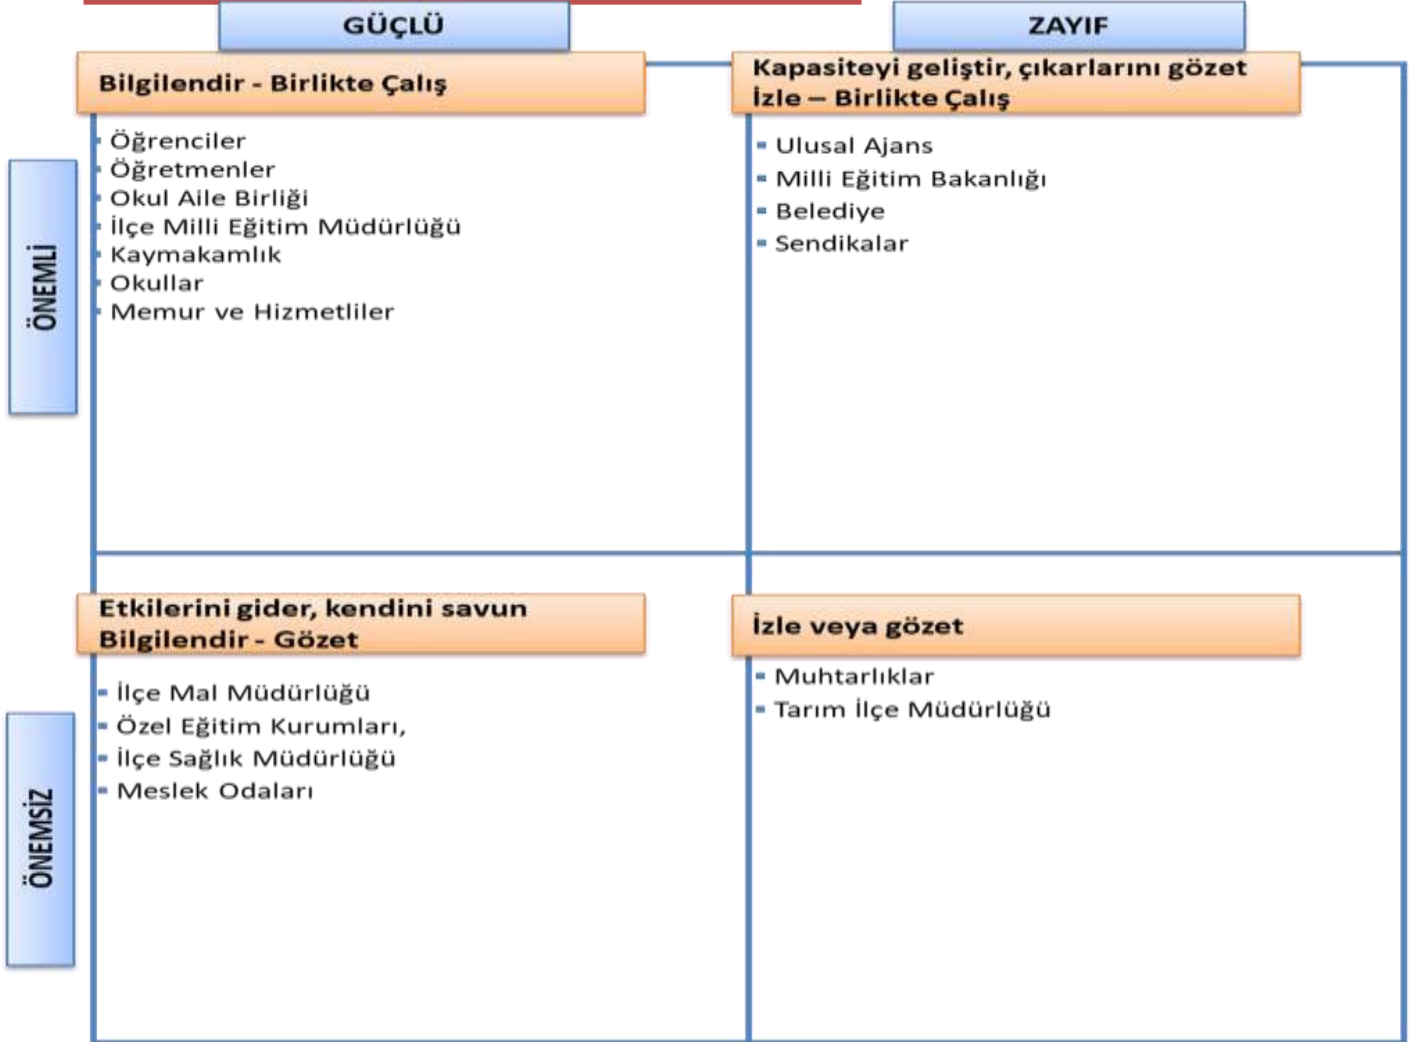 GÜÇLÜ
ZAYIF
Bilgilendir - Birlikte Çalış
Kapasiteyi geliştir, çıkarlarını gözet
İzle – Birlikte Çalış
ÖNEMLİ
Öğrenciler
Öğretmenler
Okul Aile Birliği
İlçe Milli Eğitim Müdürlüğü
Kaymakamlık
Okullar
Memur ve Hizmetliler
Ulusal Ajans
Milli Eğitim Bakanlığı
Belediye
Sendikalar
Etkilerini gider, kendini savun
Bilgilendir - Gözet
İzle veya gözet
ÖNEMSİZ
İlçe Mal Müdürlüğü
Özel Eğitim Kurumları,
İlçe Sağlık Müdürlüğü
Meslek Odaları
Muhtarlıklar
Tarım İlçe Müdürlüğü